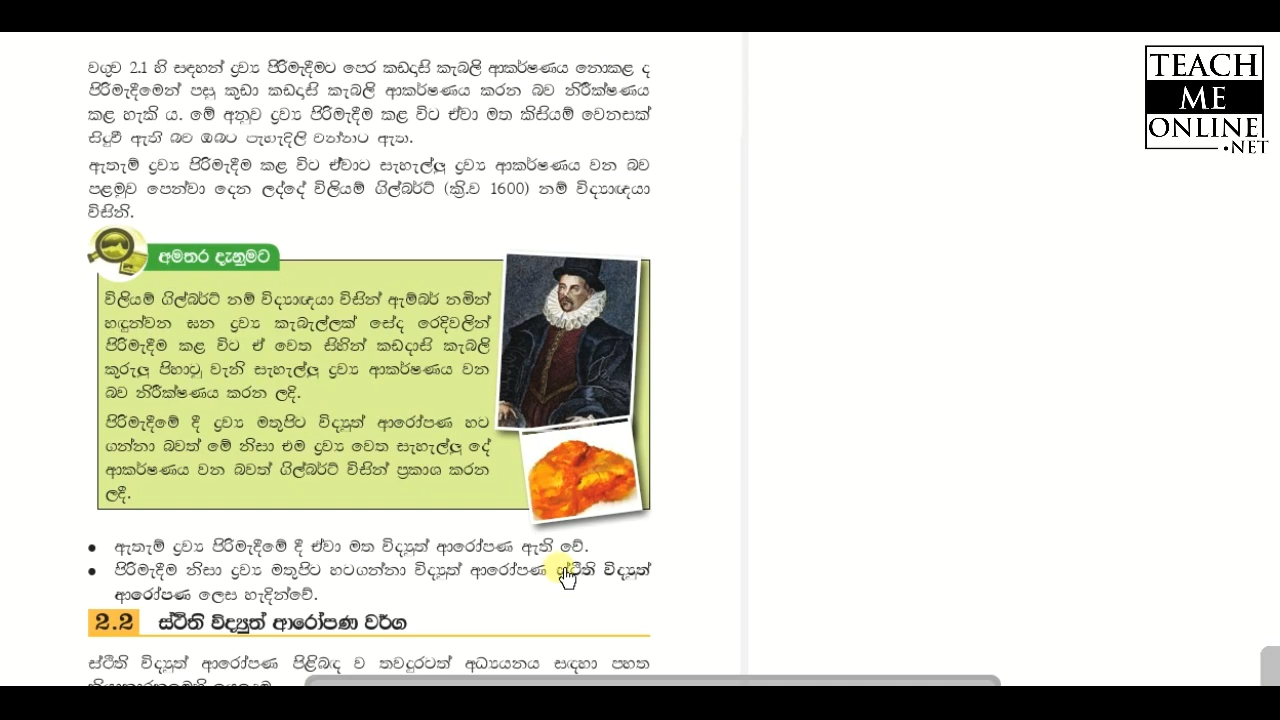 වගුව 2.1 හි සඳහන් ද්‍රව්‍ය පිරිමැදීමට පෙර කඩදාසි කැබලි ආකර්ෂණය නොකළ ද
පිරිමැදීමෙන් පසු කුඩා කඩදාසි කැබලි ආකර්ෂණය කරන බව නිරීක්ෂණය
කළ හැකි ය. මේ අනුව ද්‍රව්‍ය පිරිමැදීම කළ විට ඒවා මත කිසියම් වෙනසක්
සිදුවී ඇති බව ඔබට පැහැදිලි වන්නට ඇත.
ඇතැම් ද්‍රව්‍ය පිරිමැදීම කළ විට ඒවාට සැහැල්ලු ද්‍රව්‍ය ආකර්ෂණය වන බව
පළමුව පෙන්වා දෙන ලද්දේ විලියම් ගිල්බර්ට් (ක්‍රි.ව 1600) නම් විද්‍යාඥයා
විසිනි.
අමතර දැනුමට
විලියම් ගිල්බර්ට් නම් විද්‍යාඥයා විසින් ඇම්බර් නමින්
හඳුන්වන ඝන ද්‍රව්‍ය කැබැල්ලක් සේද රෙදිවලින්
පිරිමැදීම කළ විට ඒ වෙත සිහින් කඩදාසි කැබලි
කුරුලු පිහාටු වැනි සැහැල්ලු ද්‍රව්‍ය ආකර්ෂණය වන
බව නිරීක්ෂණය කරන ලදි.
පිරිමැදීමේ දී ද්‍රව්‍ය මතුපිට විද්‍යුත් ආරෝපණ හට
ගන්නා බවත් මේ නිසා එම ද්‍රව්‍ය වෙත සැහැල්ලු දේ
ආකර්ෂණය වන බවත් ගිල්බර්ට් විසින් ප්‍රකාශ කරන
ලදී.
• ඇතැම් ද්‍රව්‍ය පිරිමැදීමේ දී ඒවා මත විද්‍යුත් ආරෝපණ ඇති වේ.
• පිරිමැදීම නිසා ද්‍රව්‍ය මතුපිට හටගන්නා විද්‍යුත් ආරෝපණ ස්ථිති විද්‍යුත්
ආරෝපණ ලෙස හැඳින්වේ.
2.2 ස්ථිති විද්‍යුත් ආරෝපණ වර්ග
ස්ථිති විද්‍යුත් ආරෝපණ පිළිබඳ ව තවදුරටත් අධ්‍යයනය සඳහා පහත
TEACH
ME
ONLINE
.NET